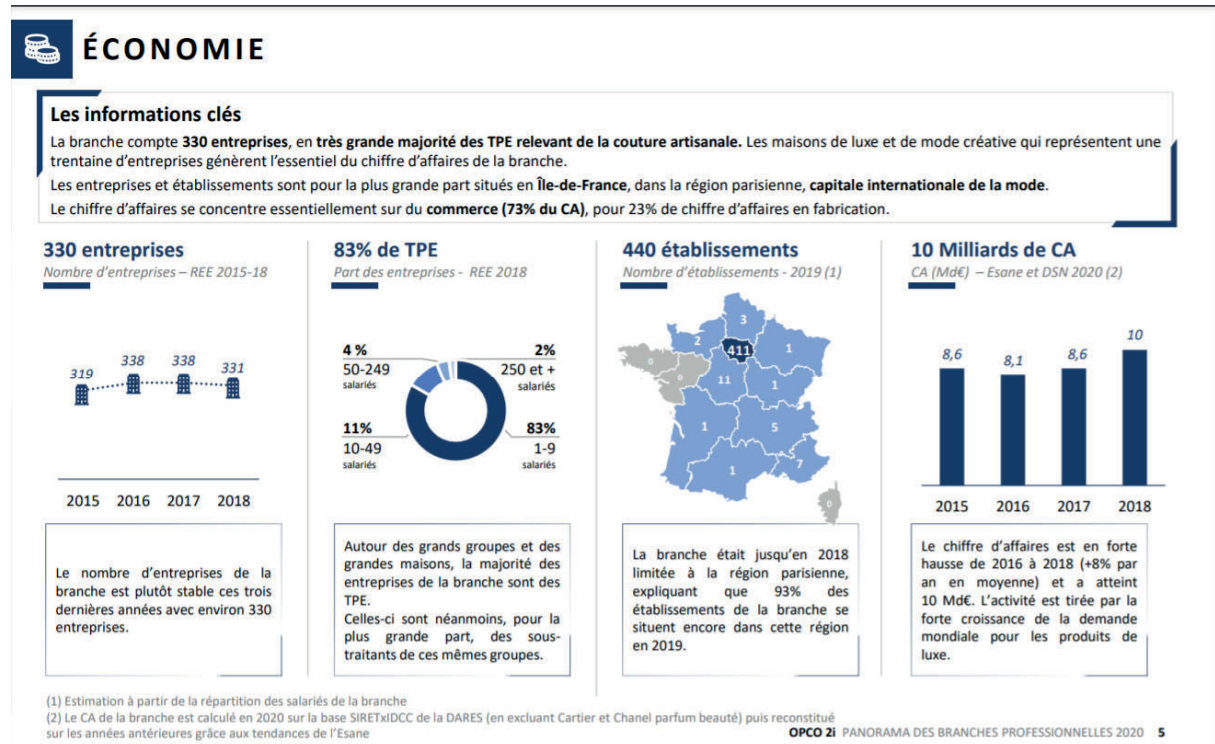 ÉCONOMIE
Les informations clés
La branche compte 330 entreprises, en très grande majorité des TPE relevant de la couture artisanale. Les maisons de luxe et de mode créative qui représentent une
trentaine d'entreprises génèrent l'essentiel du chiffre d'affaires de la branche.
Les entreprises et établissements sont pour la plus grande part situés en Île-de-France, dans la région parisienne, capitale internationale de la mode.
Le chiffre d'affaires se concentre essentiellement sur du commerce (73% du CA), pour 23% de chiffre d'affaires en fabrication.
330 entreprises
Nombre d'entreprises – REE 2015-18
319
338
338
331
2015 2016 2017 2018
Le nombre d'entreprises de la
branche est plutôt stable ces trois
dernières années avec environ 330
entreprises.
83% de TPE
Part des entreprises - REE 2018
4 %
50-249
salariés
2%
250 et +
salariés
11%
10-49
salariés
83%
1-9
salariés
Autour des grands groupes et des
grandes maisons, la majorité des
entreprises de la branche sont des
TPE.
Celles-ci sont néanmoins, pour la
plus grande part, des sous-
traitants de ces mêmes groupes.
440 établissements
Nombre d'établissements - 2019 (1)
3
2
411
1
0
0
11
1
1
5
1
7
0
La branche était jusqu'en 2018
limitée à la région parisienne,
expliquant que 93% des
établissements de la branche se
situent encore dans cette région
en 2019.
10 Milliards de CA
CA (Md€) – Esane et DSN 2020 (2)
8,6
8,1
8,6
10
2015 2016 2017 2018
Le chiffre d'affaires est en forte
hausse de 2016 à 2018 (+8% par
an en moyenne) et a atteint
10 Md€. L'activité est tirée par la
forte croissance de la demande
mondiale pour les produits de
luxe.
(1) Estimation à partir de la répartition des salariés de la branche
(2) Le CA de la branche est calculé en 2020 sur la base SIRETxIDCC de la DARES (en excluant Cartier et Chanel parfum beauté) puis reconstitué
sur les années antérieures grâce aux tendances de l'Esane
OPCO 2i PANORAMA DES BRANCHES PROFESSIONNELLES 2020 5